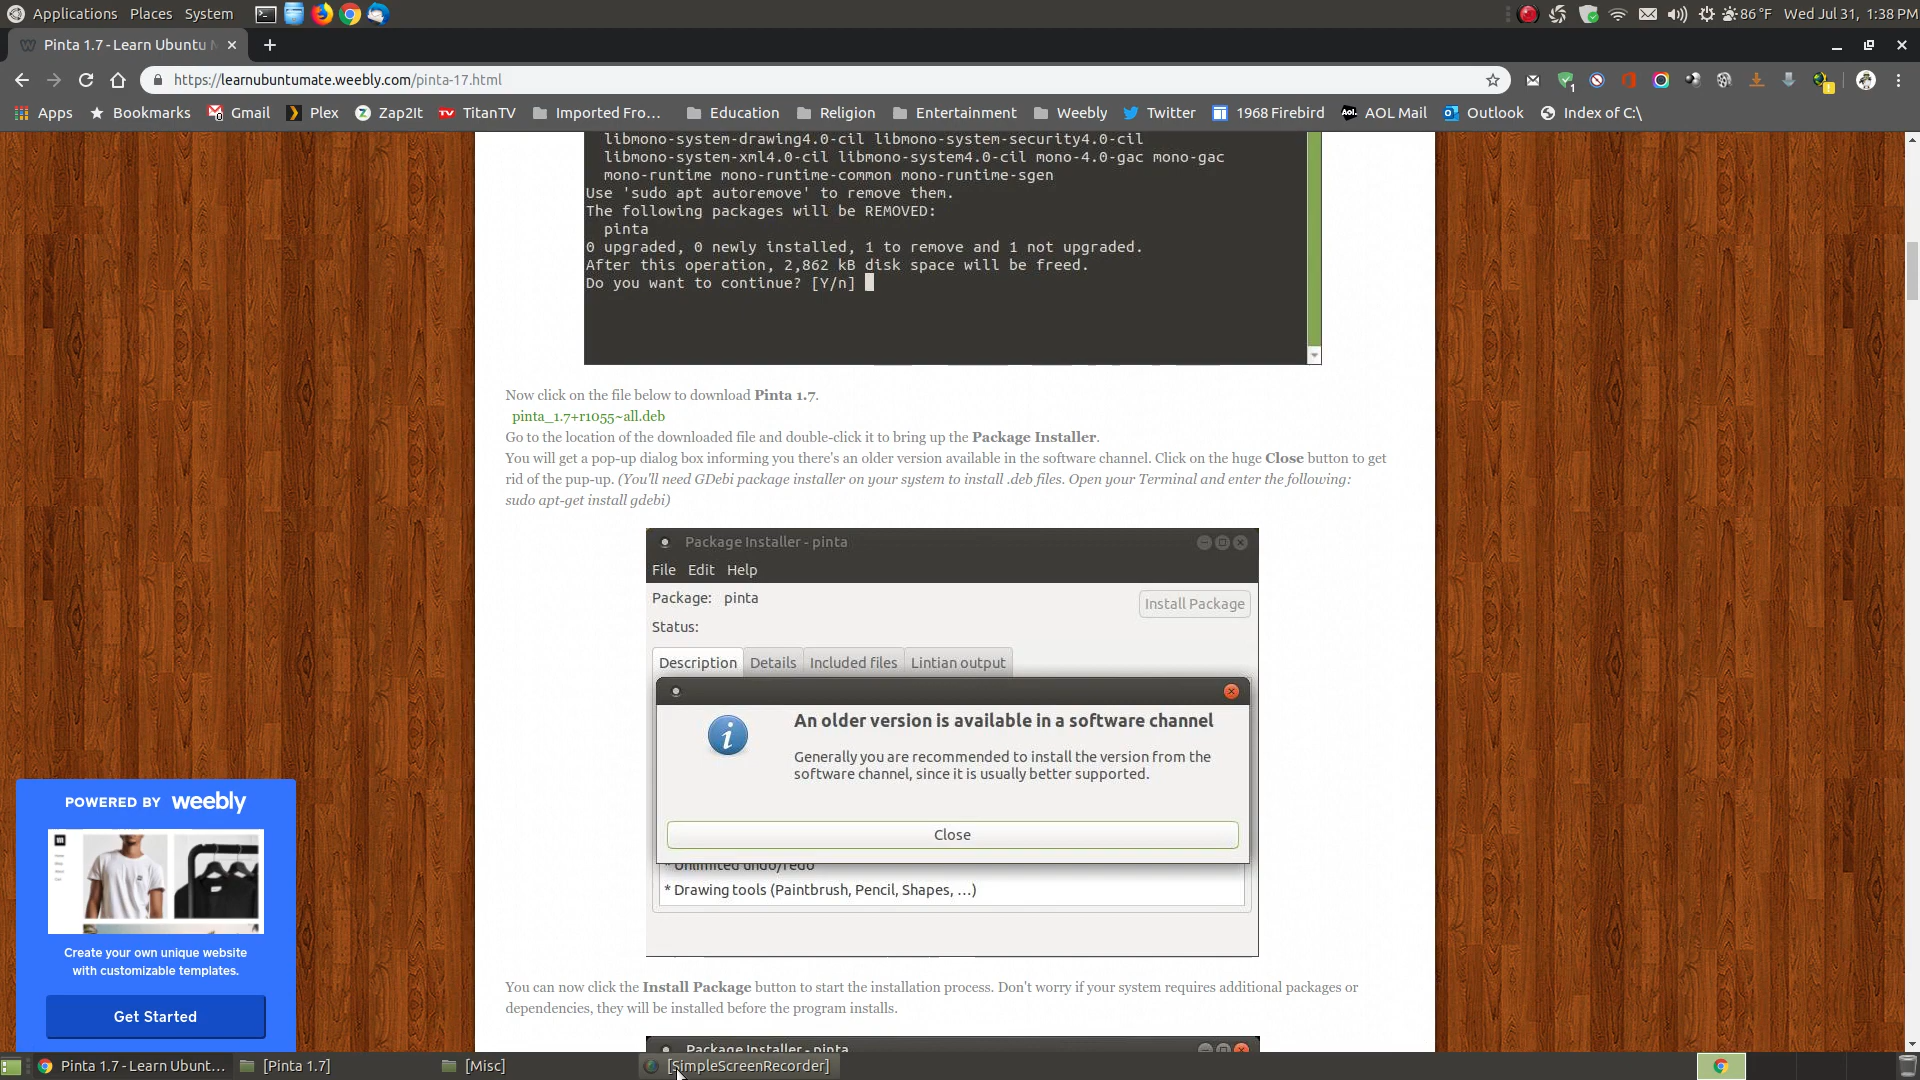 Applications Places System
86 °F Wed Jul 31, 1:38 PM
Pinta 1.7 - Learn Ubuntu
https://learnubuntumate.weebly.com/pinta-17.html
Apps Bookmarks Gmail Plex Zap2It TitanTV Imported Fro... Education Religion Entertainment Weebly Twitter 1968 Firebird AOL Mail Outlook Index of C:\
libmono-system-drawing4.0-cil libmono-system-security4.0-cil
libmono-system-xml4.0-cil libmono-system4.0-cil mono-4.0-gac mono-gac
mono-runtime mono-runtime-common mono-runtime-sgen
Use 'sudo apt autoremove' to remove them.
The following packages will be REMOVED:
pinta
0 upgraded, 0 newly installed, 1 to remove and 1 not upgraded.
After this operation, 2,862 kB disk space will be freed.
Do you want to continue? [Y/n]
Now click on the file below to download Pinta 1.7.
pinta_1.7+r1055~all.deb
Go to the location of the downloaded file and double-click it to bring up the Package Installer.
You will get a pop-up dialog box informing you there's an older version available in the software channel. Click on the huge Close button to get
rid of the pup-up. (You'll need GDebi package installer on your system to install .deb files. Open your Terminal and enter the following:
sudo apt-get install gdebi)
Package Installer - pinta
File Edit Help
Package: pinta
Install Package
Status:
Description Details Included files Lintian output
An older version is available in a software channel
Generally you are recommended to install the version from the
software channel, since it is usually better supported.
Close
* Unlimited undo/redo
* Drawing tools (Paintbrush, Pencil, Shapes, ...)
You can now click the Install Package button to start the installation process. Don't worry if your system requires additional packages or
dependencies, they will be installed before the program installs.
Package Installer - pinta
POWERED BY weebly
Create your own unique website
with customizable templates.
Get Started
Pinta 1.7 - Learn Ubunt... [Pinta 1.7] [Misc] [SimpleScreenRecorder]